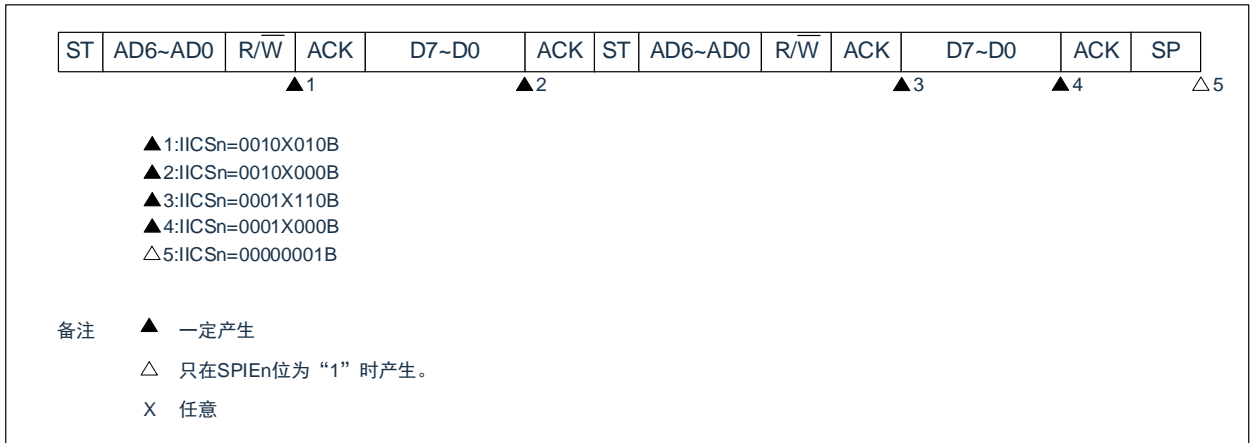 ST AD6~AD0 R/W̅ ACK D7~D0 ACK ST AD6~AD0 R/W̅ ACK D7~D0 ACK SP
▲1 ▲2 ▲3 ▲4 △5
▲1:IICSn=0010X010B
▲2:IICSn=0010X000B
▲3:IICSn=0001X110B
▲4:IICSn=0001X000B
△5:IICSn=00000001B
备注 ▲ 一定产生
△ 只在SPIEn位为“1”时产生。
X 任意